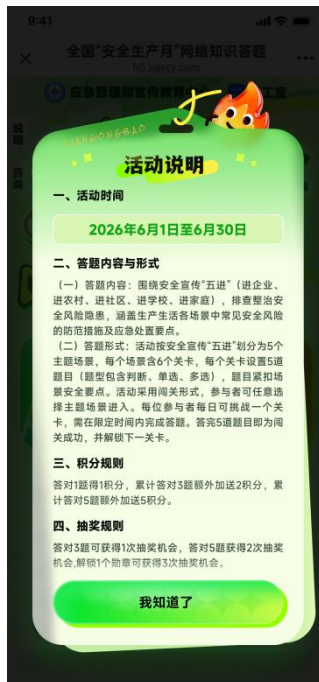 9:41
全国“安全生产月”网络知识答题
应急管理部宣传教育
工宝
LIANGONGBAO
活动说明
一、活动时间
2026年6月1日至6月30日
二、答题内容与形式
（一）答题内容：围绕安全宣传“五进”（进企业、
进农村、进社区、进学校、进家庭），排查整治安
全风险隐患，涵盖生产生活各场景中常见安全风险
的防范措施及应急处置要点。
（二）答题形式：活动按安全宣传“五进”划分为5个
主题场景，每个场景含6个关卡，每个关卡设置5道
题目（题型包含判断、单选、多选），题目紧扣场
景安全要点。活动采用闯关形式，参与者可任意选
择主题场景进入。每位参与者每日可挑战一个关
卡，需在限定时间内完成答题。答完5道题目即为闯
关成功，并解锁下一关卡。
三、积分规则
答对1题得1积分，累计答对3题额外加送2积分，累
计答对5题额外加送5积分。
四、抽奖规则
答对3题可获得1次抽奖机会，答对5题获得2次抽奖
机会,解锁1个勋章可获得3次抽奖机会。
我知道了